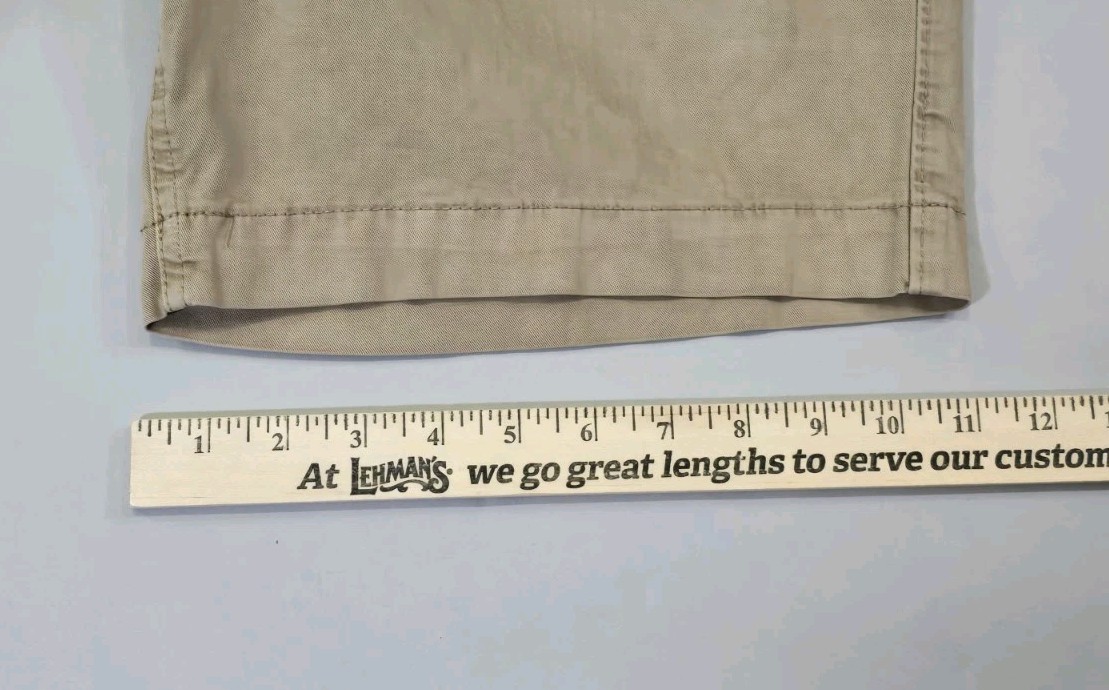 1 2 3 4 5 6 7 8 9 10 11 12
At LEHMAN'S we go great lengths to serve our custom